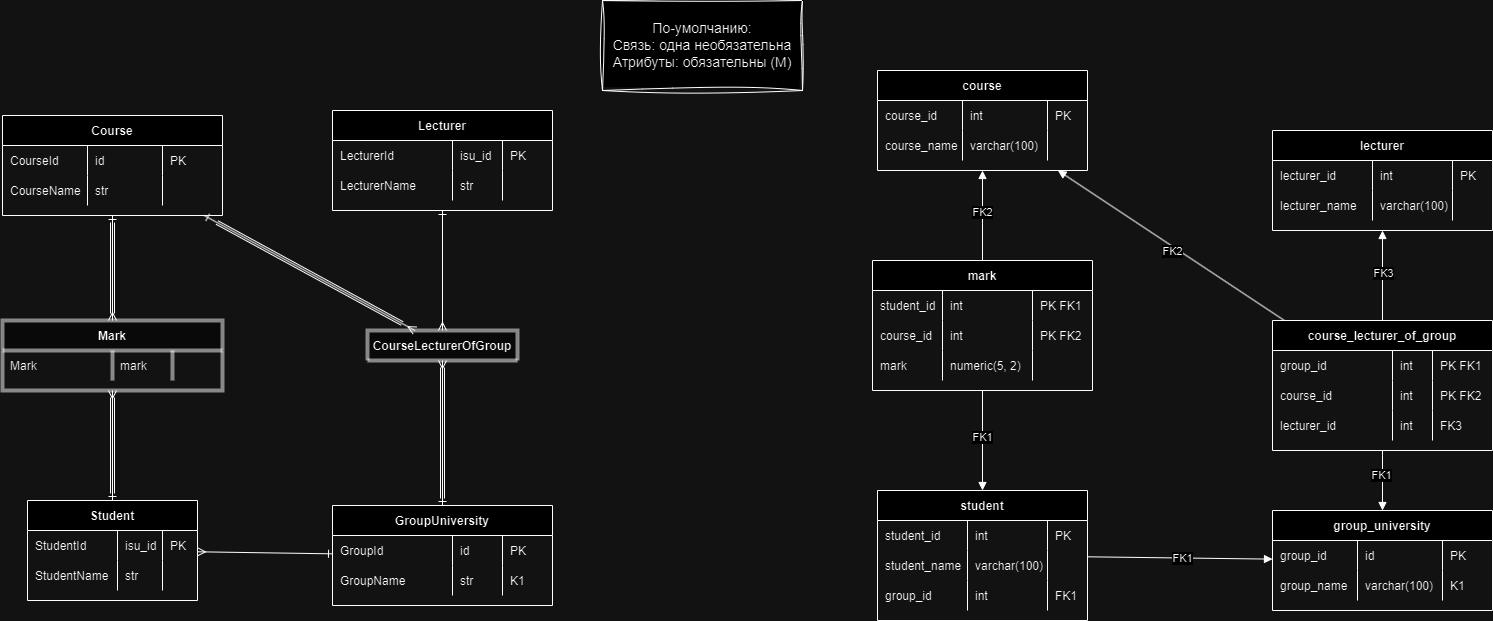 По-умолчанию:
Связь: одна необязательна
Атрибуты: обязательны (M)
Course
CourseId id PK
CourseName str
Lecturer
LecturerId isu_id PK
LecturerName str
Mark
Mark mark
CourseLecturerOfGroup
Student
StudentId isu_id PK
StudentName str
GroupUniversity
GroupId id PK
GroupName str K1
course
course_id int PK
course_name varchar(100)
lecturer
lecturer_id int PK
lecturer_name varchar(100)
FK2
FK2
FK3
mark
student_id int PK FK1
course_id int PK FK2
mark numeric(5, 2)
course_lecturer_of_group
group_id int PK FK1
course_id int PK FK2
lecturer_id int FK3
FK1
FK1
student
student_id int PK
student_name varchar(100)
group_id int FK1
FK1
group_university
group_id id PK
group_name varchar(100) K1